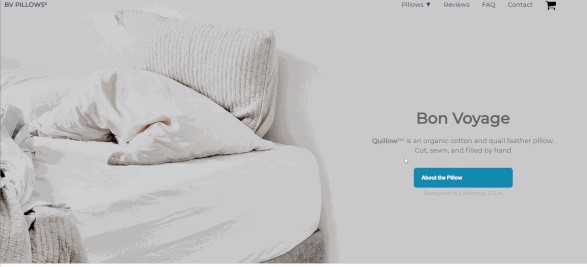 BV PILLOWS²
Pillows ▼ Reviews FAQ Contact
Bon Voyage
Quillow™ is an organic cotton and quail feather pillow.
Cut, sewn, and filled by hand
About the Pillow
Designed in California, U.S.A.